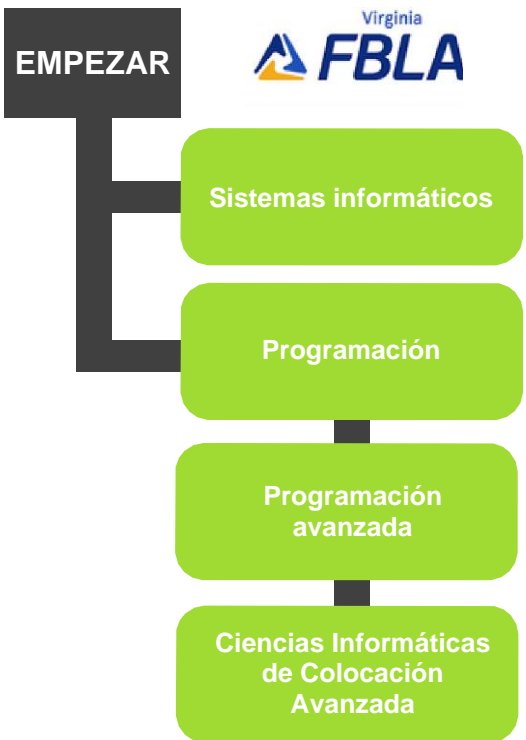 EMPEZAR
Virginia
FBLA
Sistemas informáticos
Programación
Programación
avanzada
Ciencias Informáticas
de Colocación
Avanzada